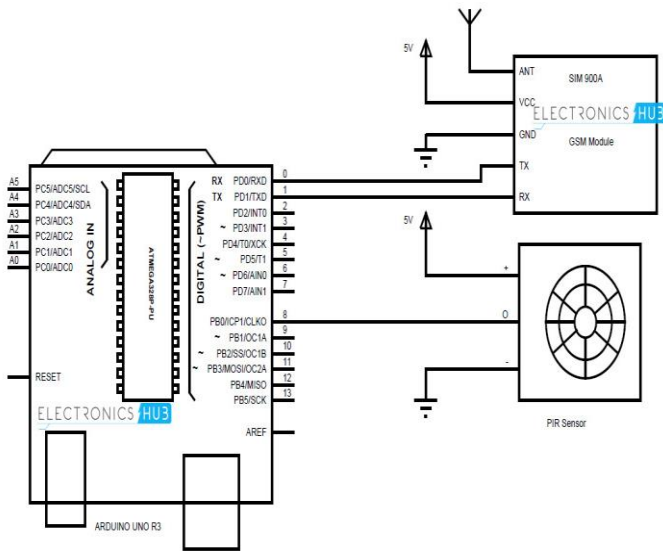 5V
ANT
SIM 900A
VCC
ELECTRONICS HUB
GND
GSM Module
TX
RX
A5
A4
A3
A2
A1
A0
PC5/ADC5/SCL
PC4/ADC4/SDA
PC3/ADC3
PC2/ADC2
PC1/ADC1
PC0/ADC0
ANALOG IN
ATMEGA328P-PU
DIGITAL (~PWM)
RX PD0/RXD 0
TX PD1/TXD 1
PD2/INT0 2
~ PD3/INT1 3
PD4/T0/XCK 4
~ PD5/T1 5
~ PD6/AIN0 6
PD7/AIN1 7
PB0/ICP1/CLKO 8
~ PB1/OC1A 9
~ PB2/SS/OC1B 10
~ PB3/MOSI/OC2A 11
PB4/MISO 12
PB5/SCK 13
AREF
RESET
ELECTRONICS HUB
ARDUINO UNO R3
5V
+
O
-
PIR Sensor